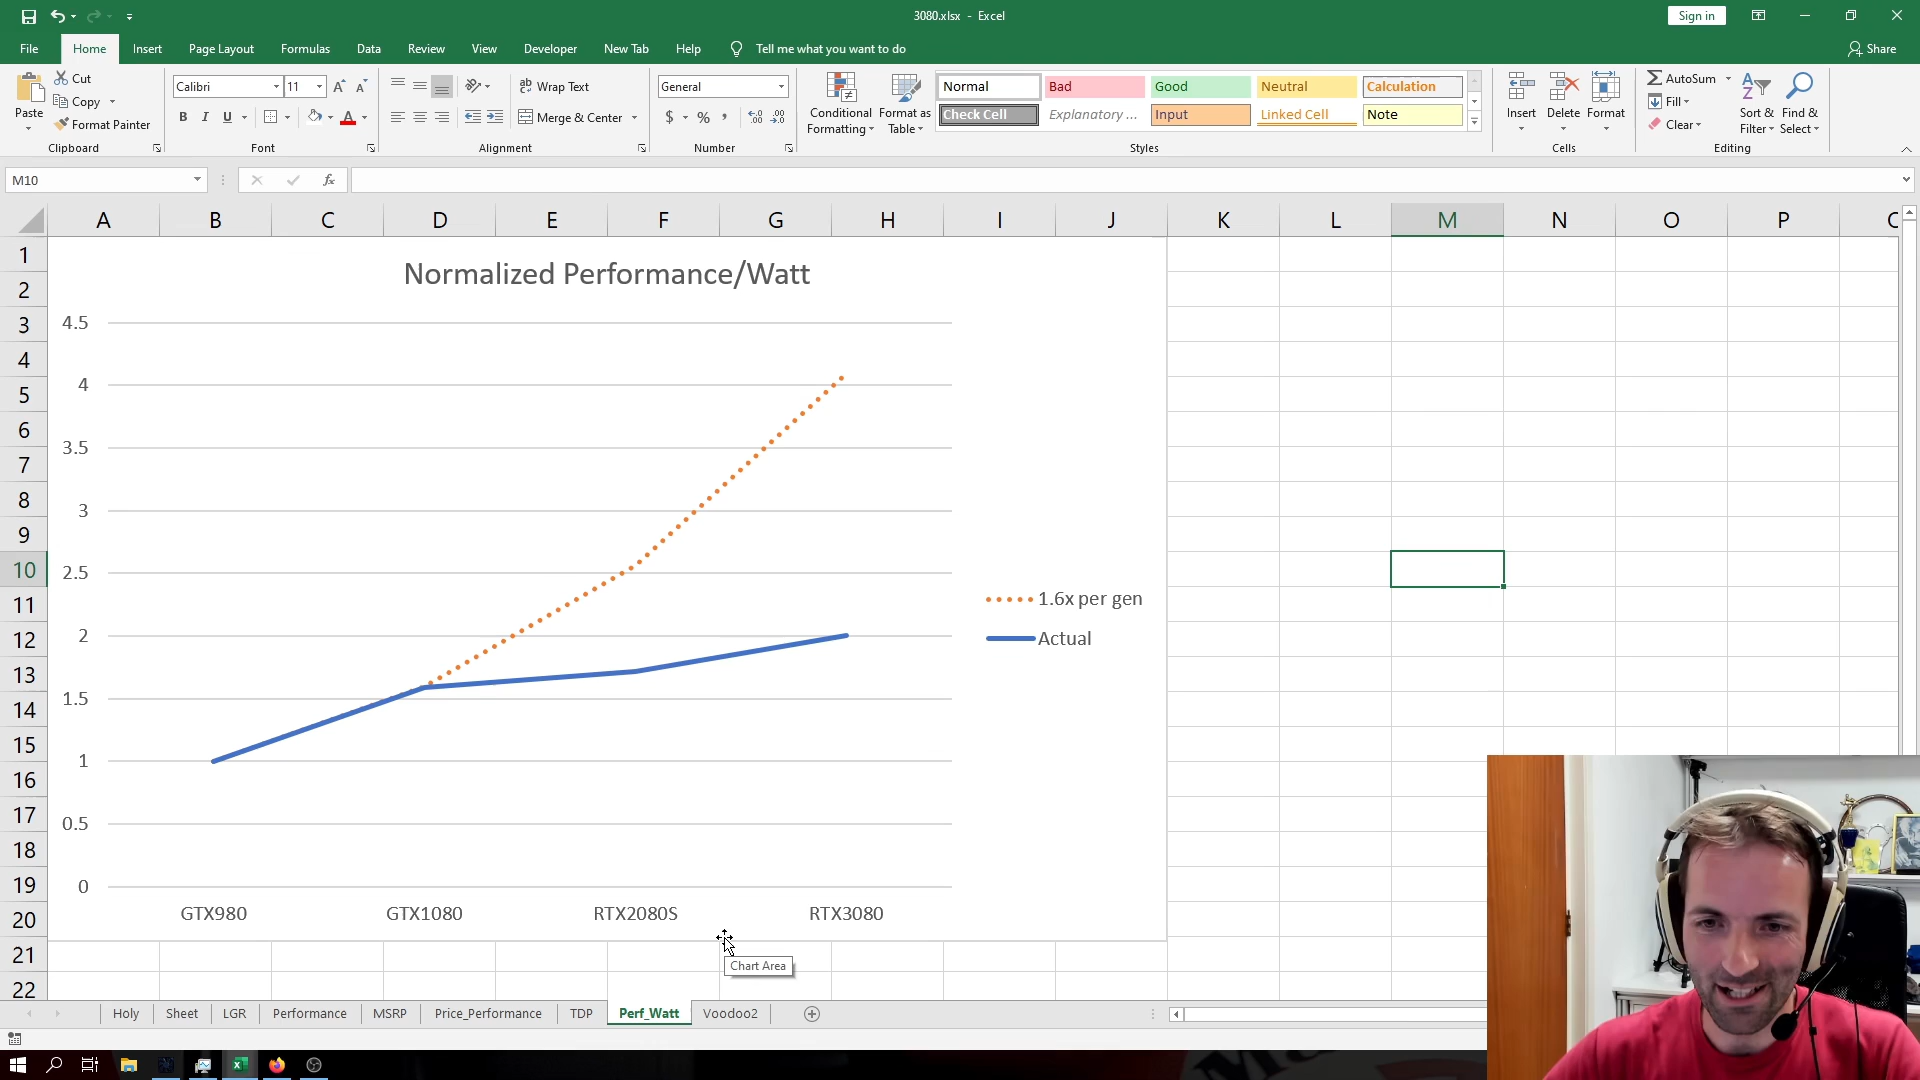 3080.xlsx - Excel
Sign in
File Home Insert Page Layout Formulas Data Review View Developer New Tab Help Tell me what you want to do Share
Paste
Cut
Copy
Format Painter
Clipboard
Calibri 11
B I U
Font
Wrap Text
Merge & Center
Alignment
General
$ % ,
Number
Conditional Formatting
Format as Table
Normal Bad Good Neutral Calculation
Check Cell Explanatory ... Input Linked Cell Note
Styles
Insert Delete Format
Cells
AutoSum
Fill
Clear
Sort & Filter
Find & Select
Editing
M10
fx
A B C D E F G H I J K L M N O P
1
2
3
4
5
6
7
8
9
10
11
12
13
14
15
16
17
18
19
20
21
22
Normalized Performance/Watt
4.5
4
3.5
3
2.5
2
1.5
1
0.5
0
GTX980 GTX1080 RTX2080S RTX3080
1.6x per gen
Actual
Chart Area
Holy Sheet LGR Performance MSRP Price_Performance TDP Perf_Watt Voodoo2